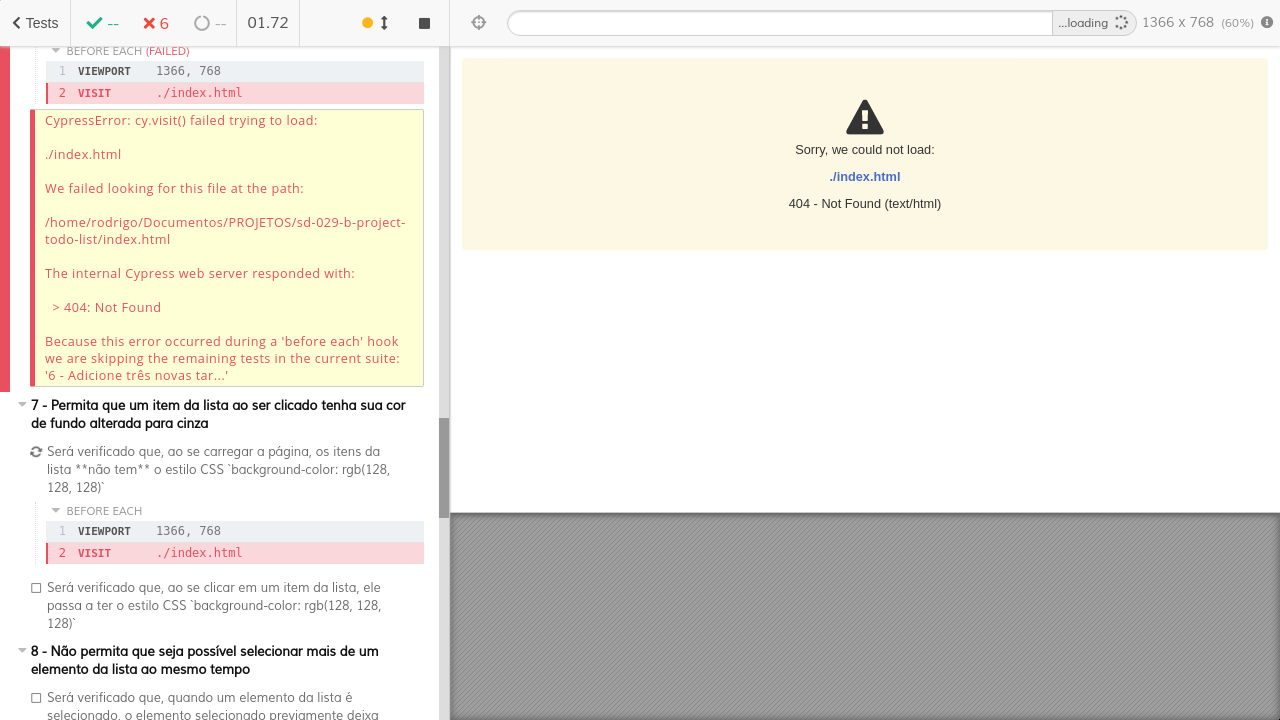 Tests
--
6
--
01.72
...loading
1366 x 768 (60%)
BEFORE EACH (FAILED)
1 VIEWPORT 1366, 768
2 VISIT ./index.html
CypressError: cy.visit() failed trying to load:
./index.html
We failed looking for this file at the path:
/home/rodrigo/Documentos/PROJETOS/sd-029-b-project-
todo-list/index.html
The internal Cypress web server responded with:
> 404: Not Found
Because this error occurred during a 'before each' hook
we are skipping the remaining tests in the current suite:
'6 - Adicione três novas tar...'
7 - Permita que um item da lista ao ser clicado tenha sua cor
de fundo alterada para cinza
Será verificado que, ao se carregar a página, os itens da
lista **não tem** o estilo CSS `background-color: rgb(128,
128, 128)`
BEFORE EACH
1 VIEWPORT 1366, 768
2 VISIT ./index.html
Será verificado que, ao se clicar em um item da lista, ele
passa a ter o estilo CSS `background-color: rgb(128, 128,
128)`
8 - Não permita que seja possível selecionar mais de um
elemento da lista ao mesmo tempo
Será verificado que, quando um elemento da lista é
selecionado, o elemento selecionado previamente deixa
Sorry, we could not load:
./index.html
404 - Not Found (text/html)